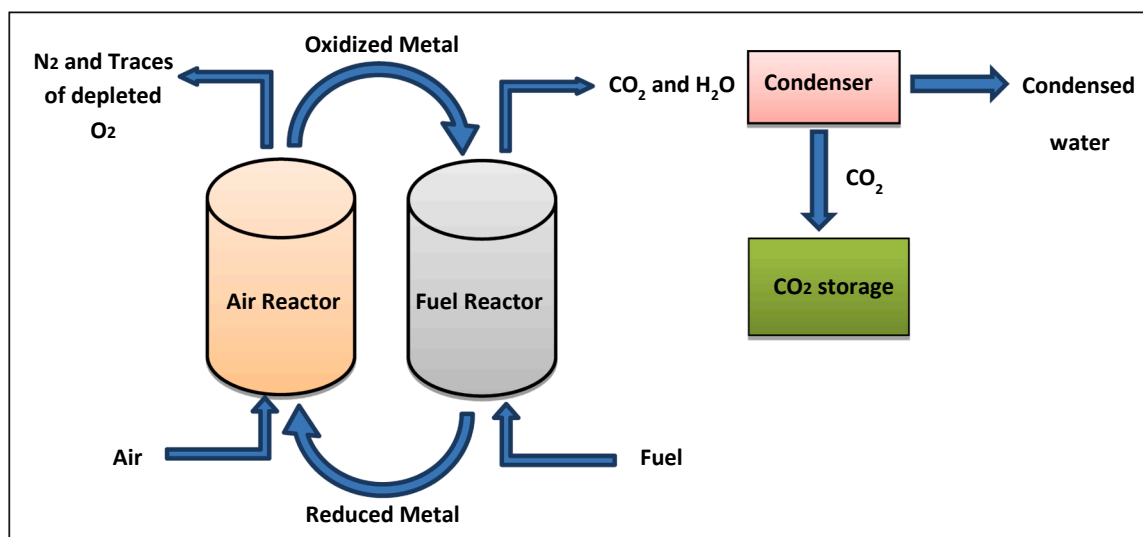 Oxidized Metal
N2 and Traces
of depleted
O2
CO2 and H2O
Condenser
Condensed
water
CO2
Air Reactor
Fuel Reactor
CO2 storage
Air
Fuel
Reduced Metal